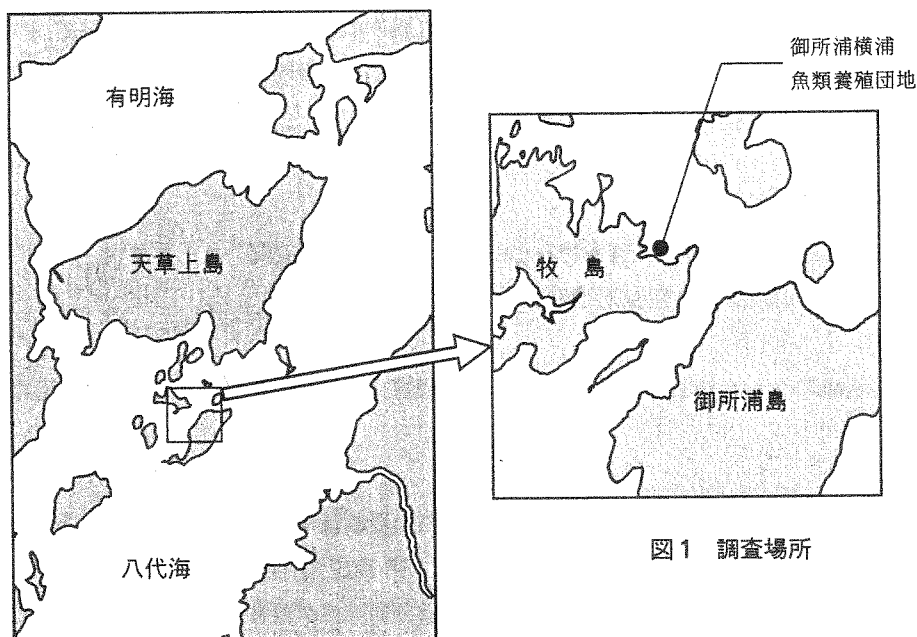 有明海
天草上島
八代海
御所浦横浦
魚類養殖団地
牧 島
御所浦島
図1 調査場所